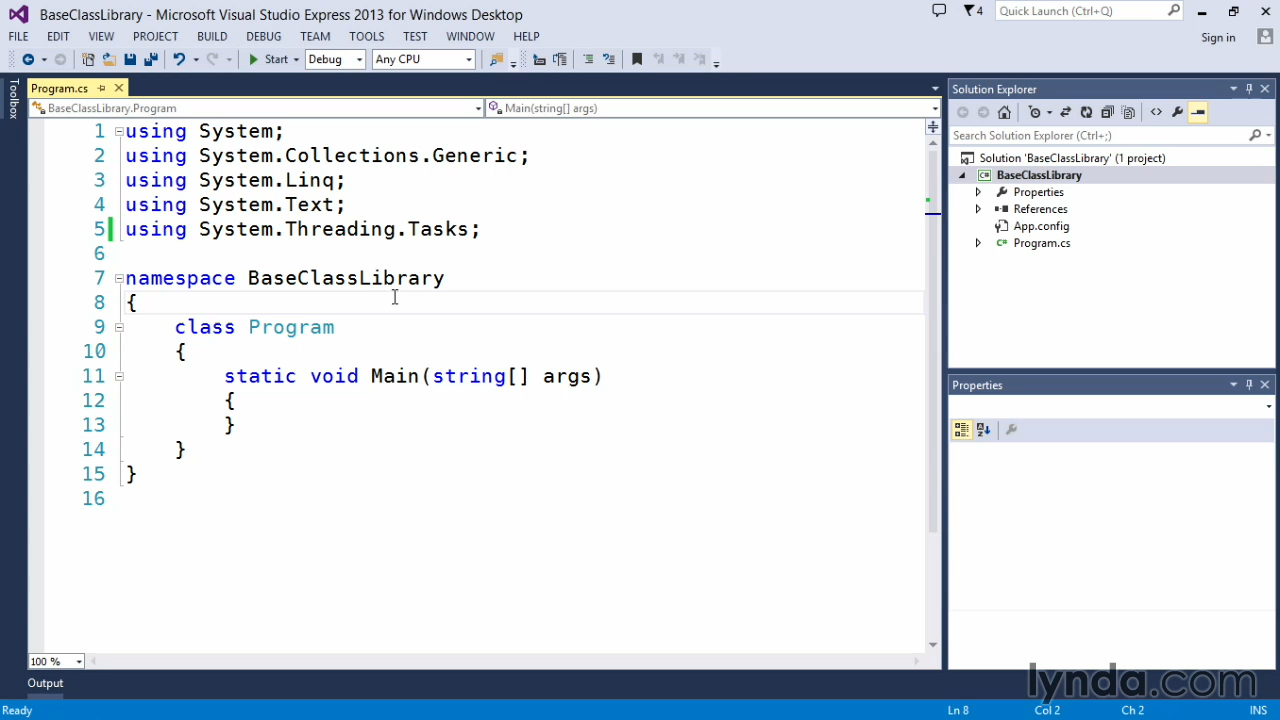 BaseClassLibrary - Microsoft Visual Studio Express 2013 for Windows Desktop
4
Quick Launch (Ctrl+Q)
FILE EDIT VIEW PROJECT BUILD DEBUG TEAM TOOLS TEST WINDOW HELP
Sign in
Start Debug Any CPU
Toolbox
Program.cs
BaseClassLibrary.Program
Main(string[] args)
1 using System;
2 using System.Collections.Generic;
3 using System.Linq;
4 using System.Text;
5 using System.Threading.Tasks;
6
7 namespace BaseClassLibrary
8 {
9 class Program
10 {
11 static void Main(string[] args)
12 {
13 }
14 }
15 }
16
100 %
Solution Explorer
Search Solution Explorer (Ctrl+;)
Solution 'BaseClassLibrary' (1 project)
BaseClassLibrary
Properties
References
App.config
Program.cs
Properties
Output
lynda.com
Ready
Ln 8 Col 2 Ch 2 INS